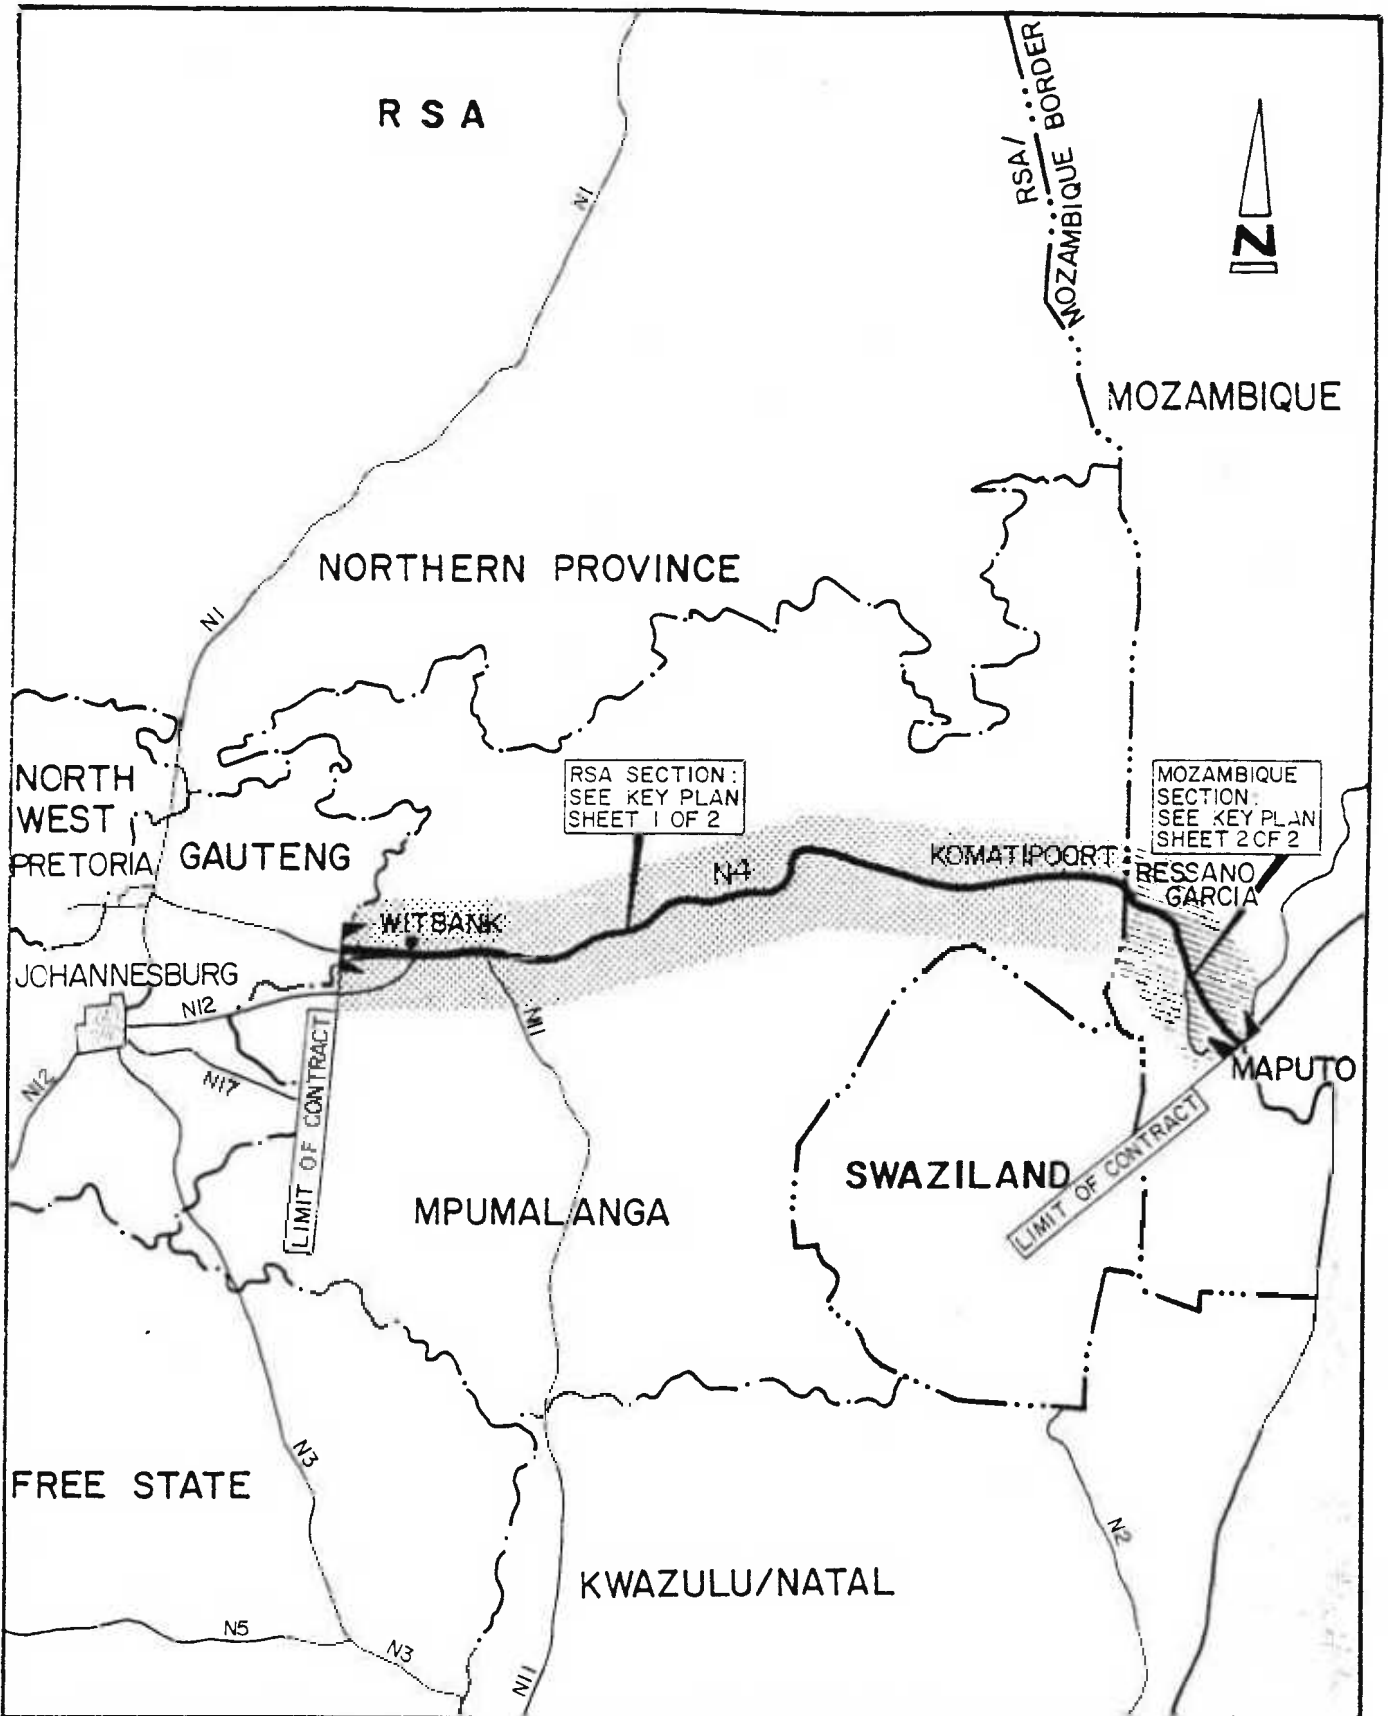 RSA
RSA/
MOZAMBIQUE BORDER
N1
N
MOZAMBIQUE
NORTHERN PROVINCE
N1
NORTH
WEST
PRETORIA
GAUTENG
RSA SECTION:
SEE KEY PLAN
SHEET 1 OF 2
MOZAMBIQUE
SECTION:
SEE KEY PLAN
SHEET 2 OF 2
N4
KOMATIPOORT
RESSANO
GARCIA
WITBANK
JOHANNESBURG
N12
N11
N12
N17
LIMIT OF CONTRACT
MAPUTO
LIMIT OF CONTRACT
SWAZILAND
MPUMALANGA
N3
FREE STATE
N2
KWAZULU/NATAL
N5
N3
N11